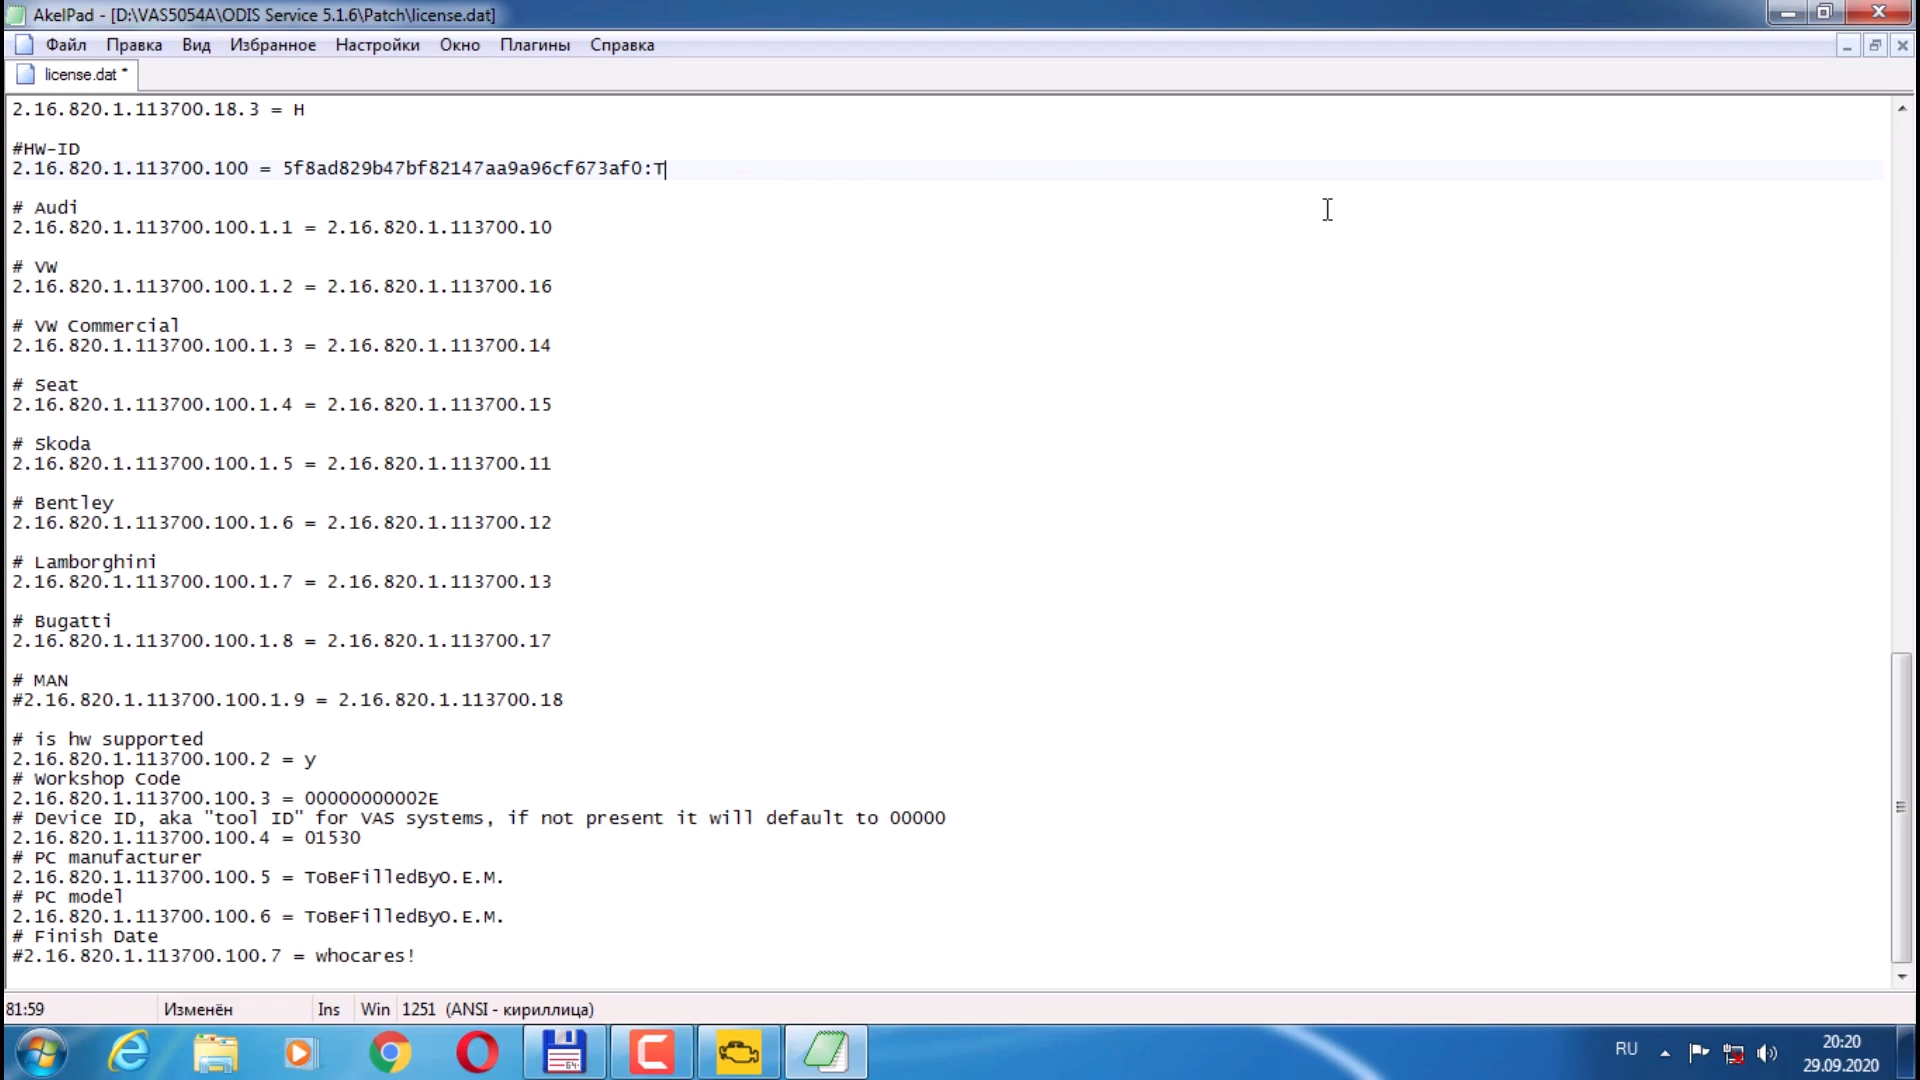 AkelPad - [D:\VAS5054A\ODIS Service 5.1.6\Patch\license.dat]
Файл Правка Вид Избранное Настройки Окно Плагины Справка
license.dat *
2.16.820.1.113700.18.3 = H
#HW-ID
2.16.820.1.113700.100 = 5f8ad829b47bf82147aa9a96cf673af0:T
# Audi
2.16.820.1.113700.100.1.1 = 2.16.820.1.113700.10
# VW
2.16.820.1.113700.100.1.2 = 2.16.820.1.113700.16
# VW Commercial
2.16.820.1.113700.100.1.3 = 2.16.820.1.113700.14
# Seat
2.16.820.1.113700.100.1.4 = 2.16.820.1.113700.15
# Skoda
2.16.820.1.113700.100.1.5 = 2.16.820.1.113700.11
# Bentley
2.16.820.1.113700.100.1.6 = 2.16.820.1.113700.12
# Lamborghini
2.16.820.1.113700.100.1.7 = 2.16.820.1.113700.13
# Bugatti
2.16.820.1.113700.100.1.8 = 2.16.820.1.113700.17
# MAN
#2.16.820.1.113700.100.1.9 = 2.16.820.1.113700.18
# is hw supported
2.16.820.1.113700.100.2 = y
# Workshop Code
2.16.820.1.113700.100.3 = 00000000002E
# Device ID, aka "tool ID" for VAS systems, if not present it will default to 00000
2.16.820.1.113700.100.4 = 01530
# PC manufacturer
2.16.820.1.113700.100.5 = ToBeFilledByO.E.M.
# PC model
2.16.820.1.113700.100.6 = ToBeFilledByO.E.M.
# Finish Date
#2.16.820.1.113700.100.7 = whocares!
81:59 Изменён Ins Win 1251 (ANSI - кириллица)
64
RU
20:20
29.09.2020